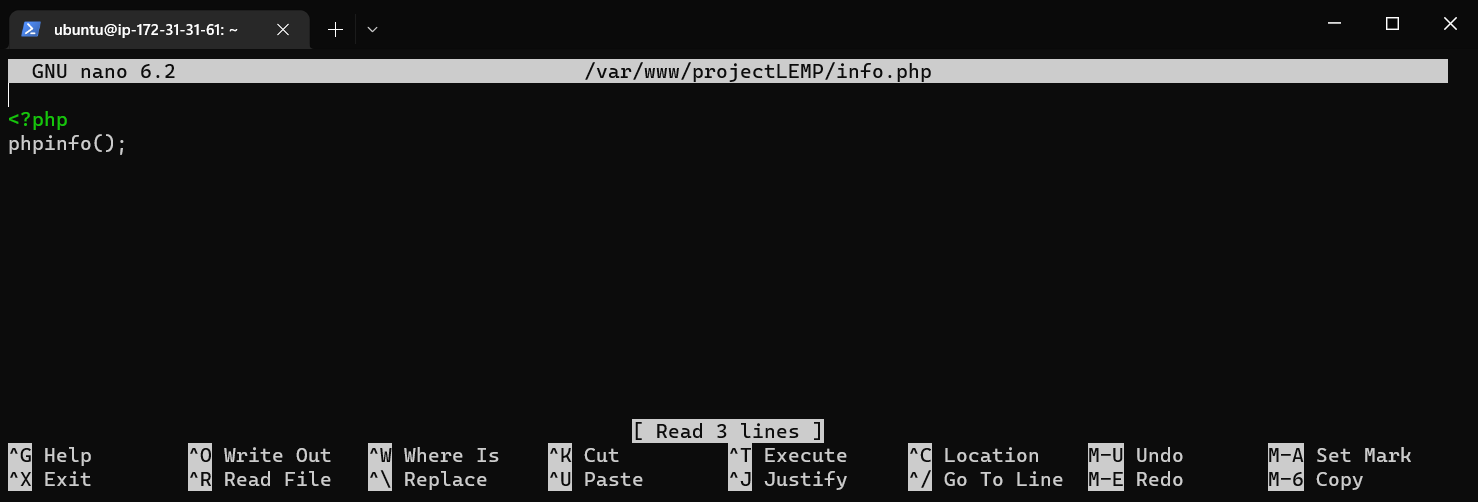 ubuntu@ip-172-31-31-61: ~
GNU nano 6.2 /var/www/projectLEMP/info.php
<?php
phpinfo();
[ Read 3 lines ]
^G Help ^O Write Out ^W Where Is ^K Cut ^T Execute ^C Location M-U Undo M-A Set Mark
^X Exit ^R Read File ^\ Replace ^U Paste ^J Justify ^/ Go To Line M-E Redo M-6 Copy